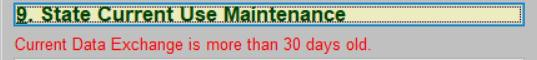 9. State Current Use Maintenance
Current Data Exchange is more than 30 days old.